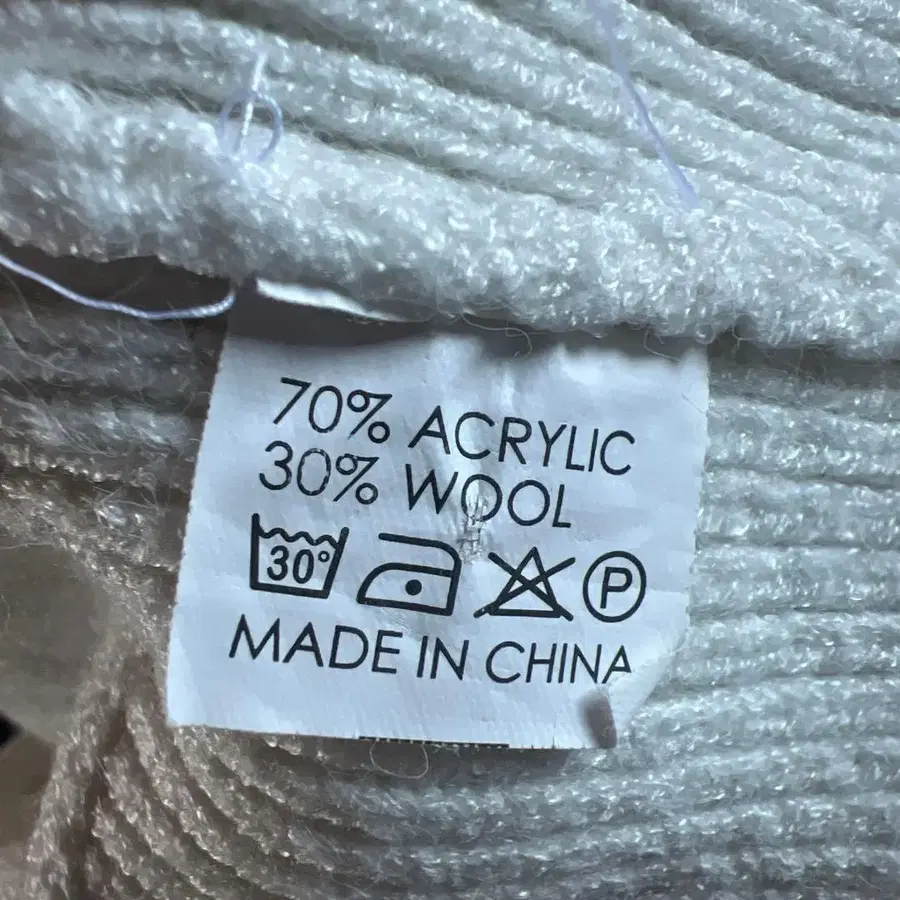 70% ACRYLIC
30% WOOL
30° P
MADE IN CHINA